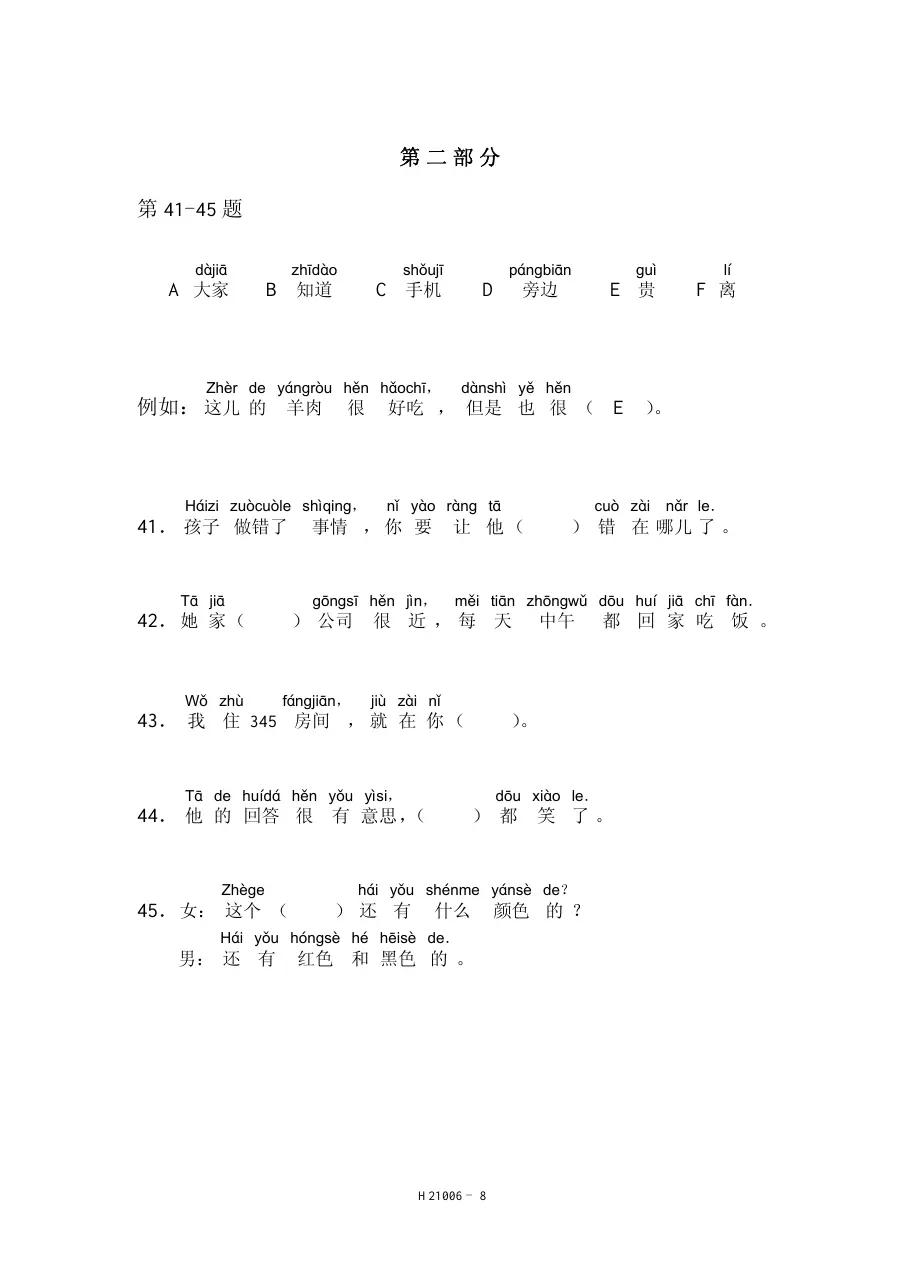 第二部分
第 41-45 题
dàjiā zhīdào shǒujī pángbiān guì lí
A 大家 B 知道 C 手机 D 旁边 E 贵 F 离
Zhèr de yángròu hěn hǎochī, dànshì yě hěn
例如：这儿 的 羊肉 很 好吃 ， 但是 也 很 （ E ）。
Háizi zuòcuòle shìqing, nǐ yào ràng tā cuò zài nǎr le.
41. 孩子 做错了 事情 ，你 要 让 他（ ）错 在 哪儿 了 。
Tā jiā gōngsī hěn jìn, měi tiān zhōngwǔ dōu huí jiā chī fàn.
42. 她 家（ ）公司 很 近 ，每 天 中午 都 回 家 吃 饭 。
Wǒ zhù fángjiān, jiù zài nǐ
43. 我 住 345 房间 ，就 在 你（ ）。
Tā de huídá hěn yǒu yìsi, dōu xiào le.
44. 他 的 回答 很 有 意思，（ ）都 笑 了 。
Zhège hái yǒu shénme yánsè de?
45. 女： 这个 （ ）还 有 什么 颜色 的 ？
Hái yǒu hóngsè hé hēisè de.
男： 还 有 红色 和 黑色 的 。
H21006 - 8